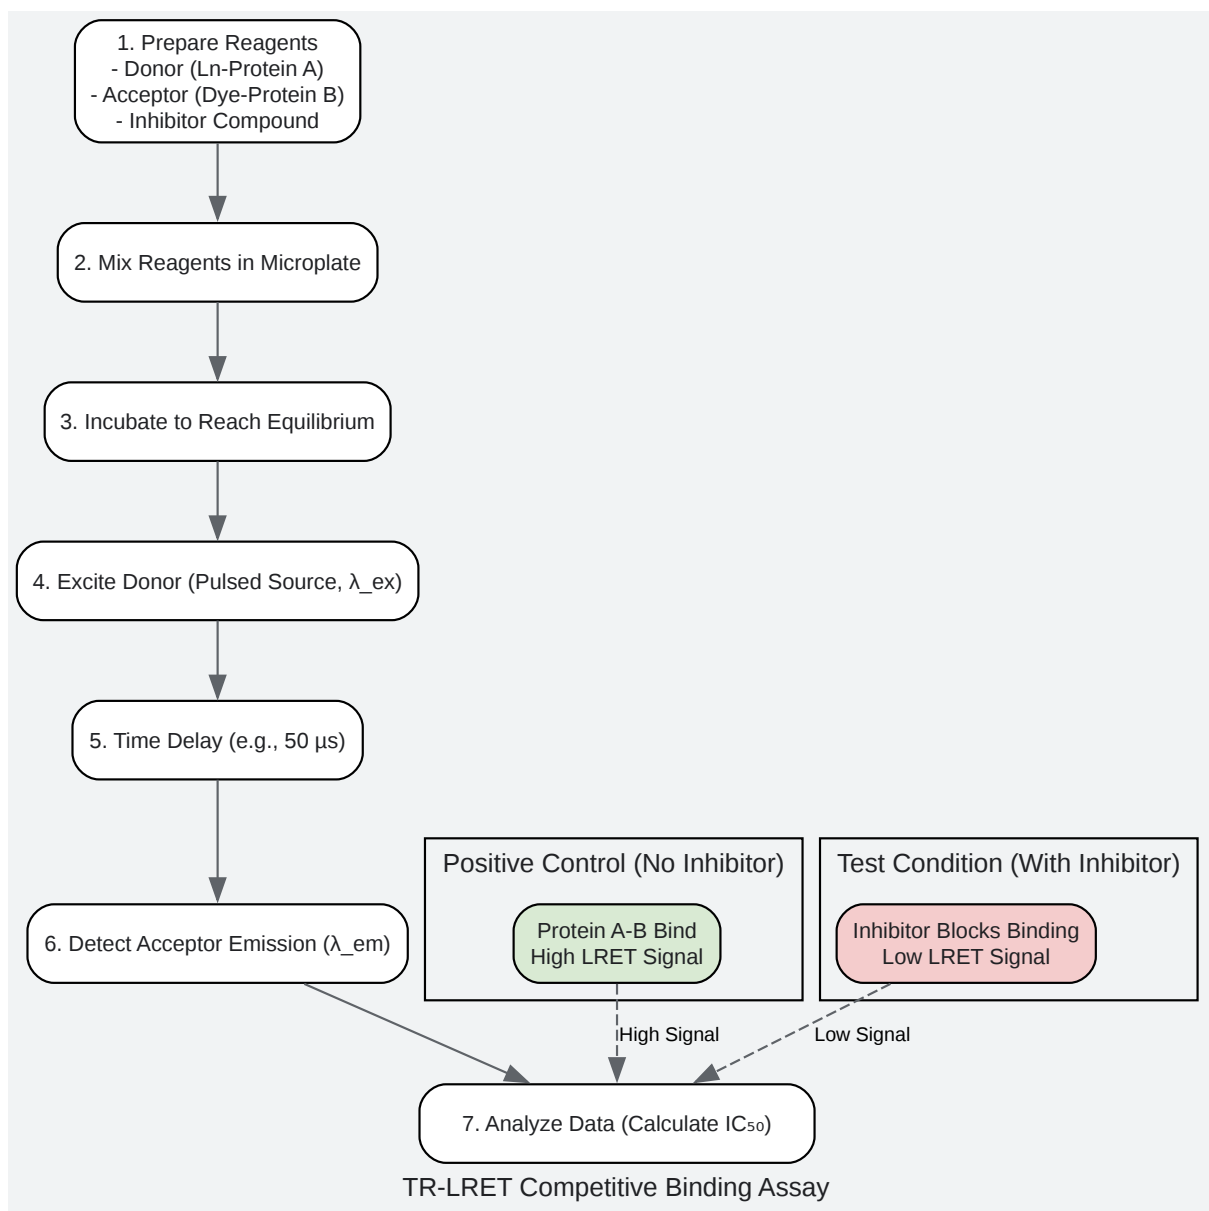 1. Prepare Reagents
- Donor (Ln-Protein A)
- Acceptor (Dye-Protein B)
- Inhibitor Compound
2. Mix Reagents in Microplate
3. Incubate to Reach Equilibrium
4. Excite Donor (Pulsed Source, λ_ex)
5. Time Delay (e.g., 50 µs)
6. Detect Acceptor Emission (λ_em)
Positive Control (No Inhibitor)
Protein A-B Bind
High LRET Signal
Test Condition (With Inhibitor)
Inhibitor Blocks Binding
Low LRET Signal
High Signal
Low Signal
7. Analyze Data (Calculate IC₅₀)
TR-LRET Competitive Binding Assay